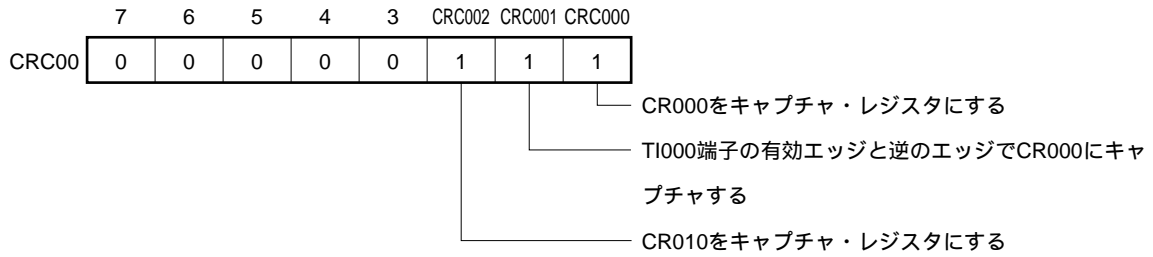 7 6 5 4 3 CRC002 CRC001 CRC000
CRC00 0 0 0 0 0 1 1 1
CR000をキャプチャ・レジスタにする
TI000端子の有効エッジと逆のエッジでCR000にキャ
プチャする
CR010をキャプチャ・レジスタにする